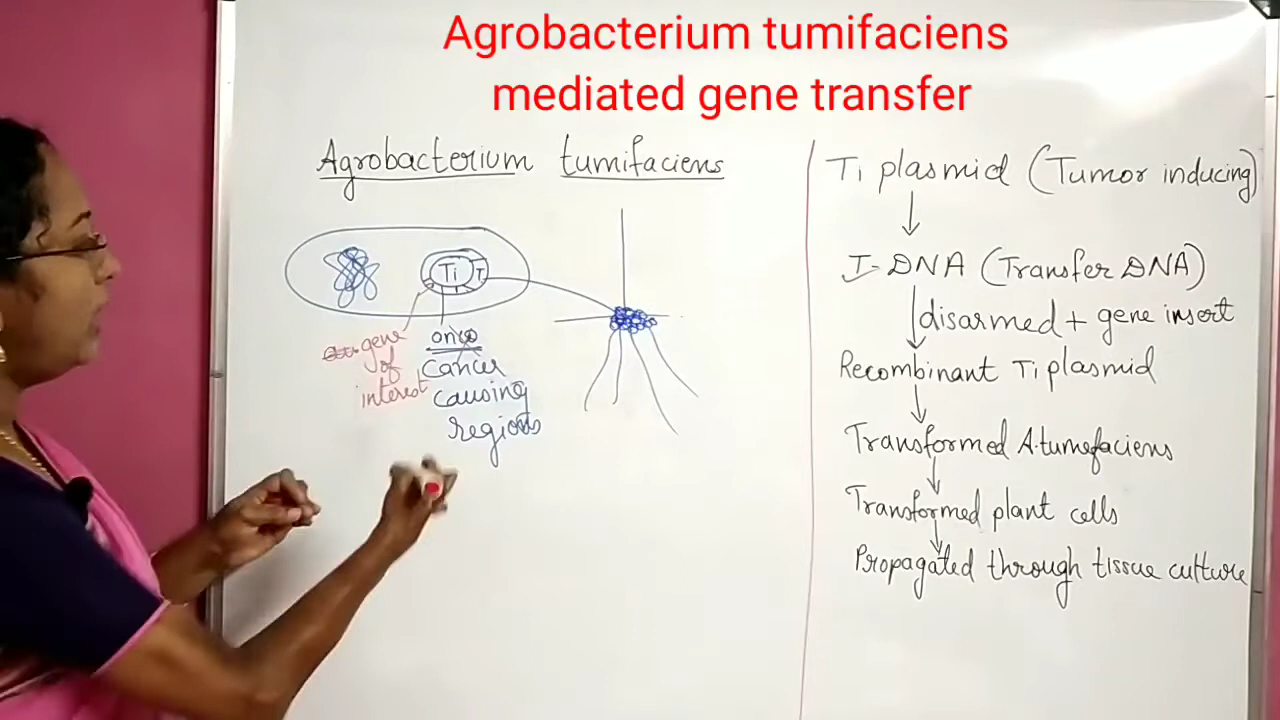 Agrobacterium tumifaciens
mediated gene transfer
Agrobacterium tumifaciens
Ti
T
gene
of
interest
onco
cancer
causing
regions
Ti plasmid (Tumor inducing)
T-DNA (Transfer DNA)
disarmed + gene insert
Recombinant Ti plasmid
Transformed A.tumefaciens
Transformed plant cells
Propagated through tissue culture